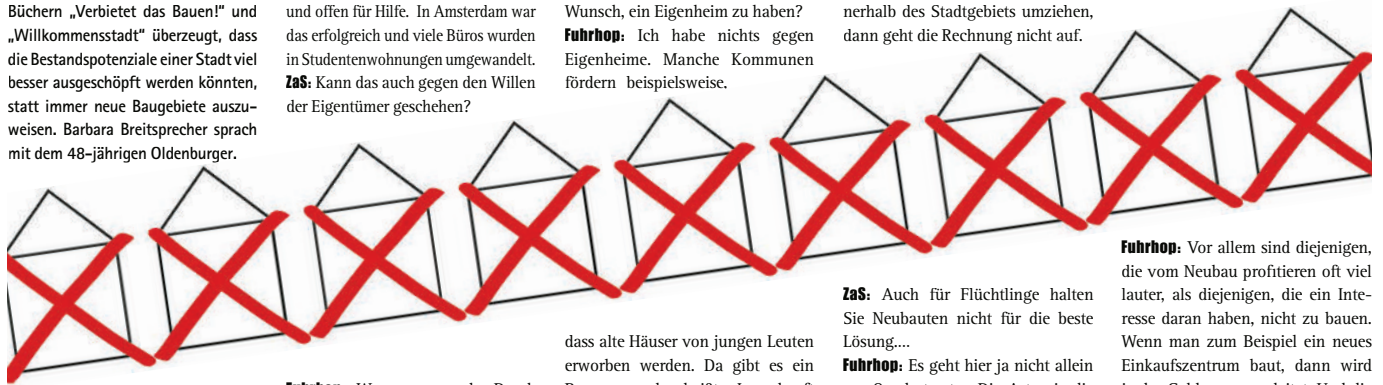 Büchern „Verbietet das Bauen!" und
„Willkommensstadt" überzeugt, dass
die Bestandspotenziale einer Stadt viel
besser ausgeschöpft werden könnten,
statt immer neue Baugebiete auszu-
weisen. Barbara Breitsprecher sprach
mit dem 48-jährigen Oldenburger.
und offen für Hilfe. In Amsterdam war
das erfolgreich und viele Büros wurden
in Studentenwohnungen umgewandelt.
ZaS: Kann das auch gegen den Willen
der Eigentümer geschehen?
Wunsch, ein Eigenheim zu haben?
Fuhrhop: Ich habe nichts gegen
Eigenheime. Manche Kommunen
fördern beispielsweise,
dass alte Häuser von jungen Leuten
erworben werden. Da gibt es ein
nerhalb des Stadtgebiets umziehen,
dann geht die Rechnung nicht auf.
ZaS: Auch für Flüchtlinge halten
Sie Neubauten nicht für die beste
Lösung....
Fuhrhop: Es geht hier ja nicht allein
Fuhrhop: Vor allem sind diejenigen,
die vom Neubau profitieren oft viel
lauter, als diejenigen, die ein Inte-
resse daran haben, nicht zu bauen.
Wenn man zum Beispiel ein neues
Einkaufszentrum baut, dann wird